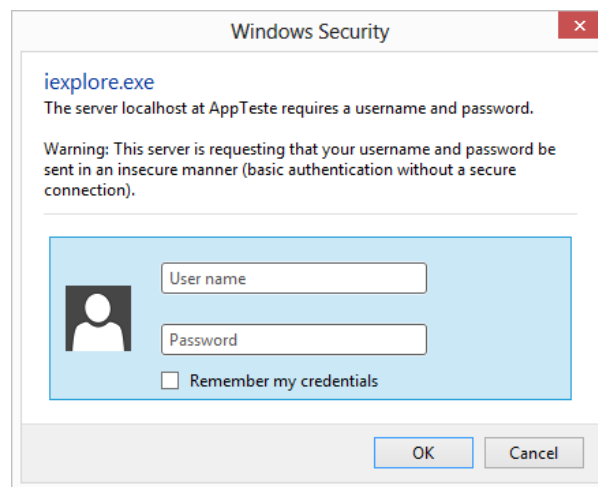 Windows Security
iexplore.exe
The server localhost at AppTeste requires a username and password.
Warning: This server is requesting that your username and password be
sent in an insecure manner (basic authentication without a secure
connection).
User name
Password
Remember my credentials
OK
Cancel